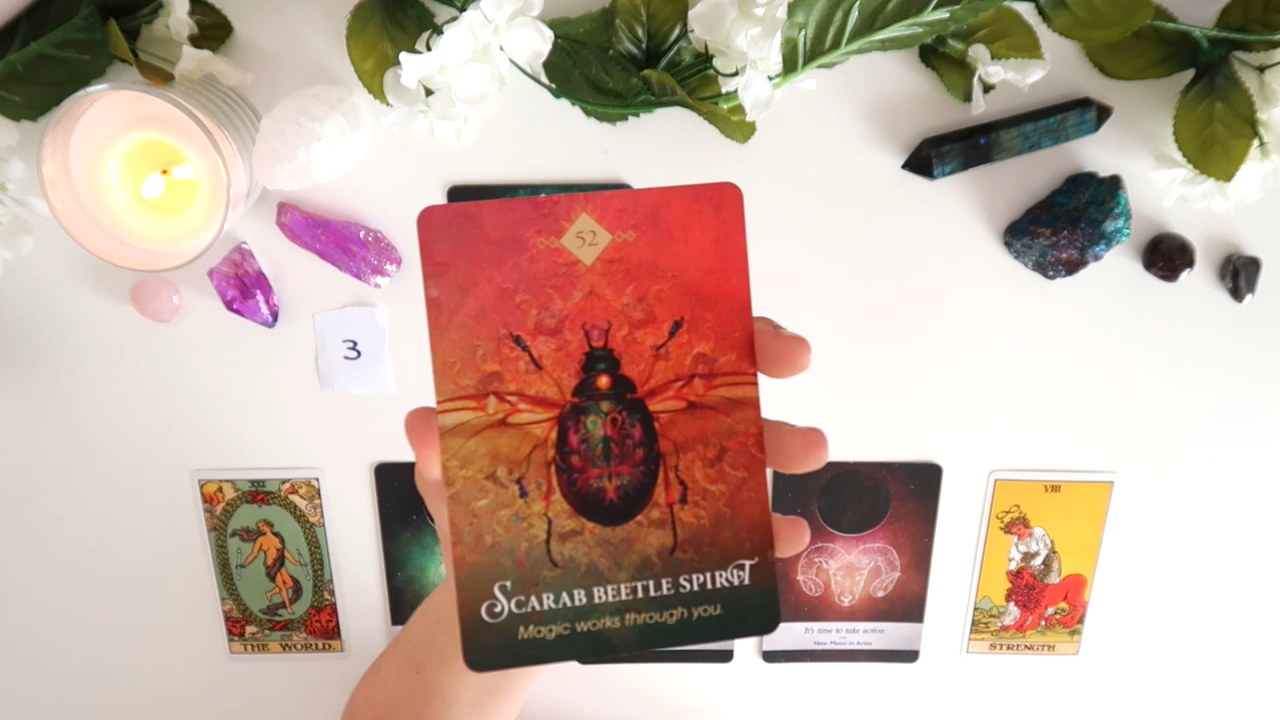 52
SCARAB BEETLE SPIRIT
Magic works through you.
3
XXI
THE WORLD.
It's time to take action
New Moon in Aries
VIII
STRENGTH.